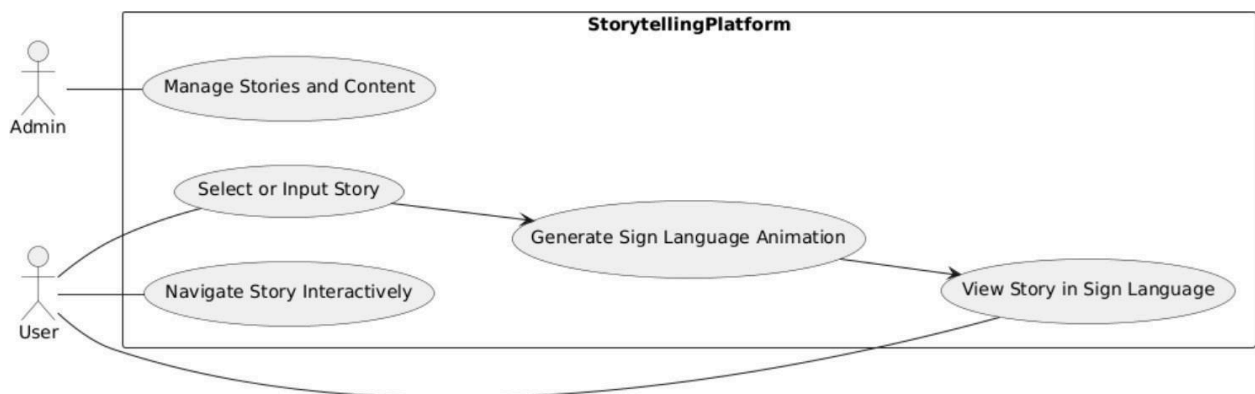 StorytellingPlatform
Manage Stories and Content
Admin
Select or Input Story
Generate Sign Language Animation
Navigate Story Interactively
View Story in Sign Language
User